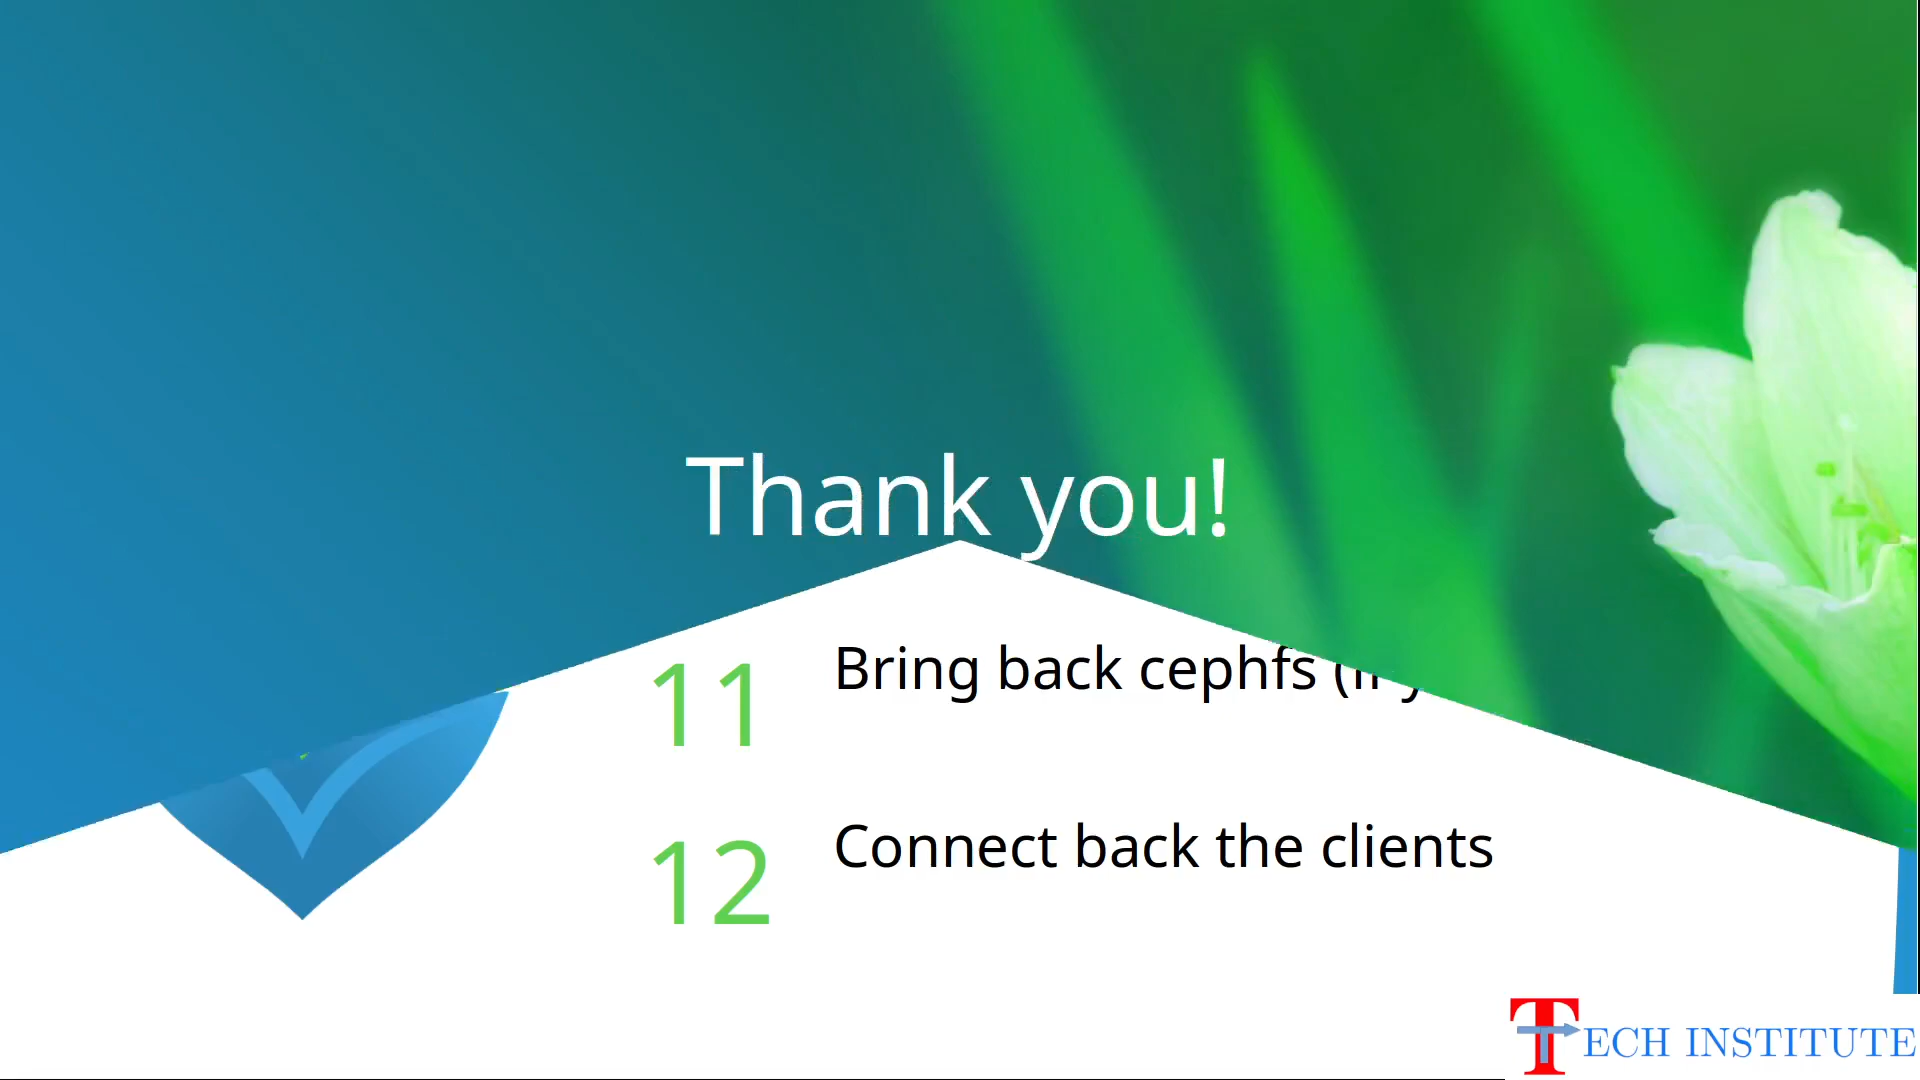 Thank you!
11 Bring back cephfs (
12 Connect back the clients
TECH INSTITUTE